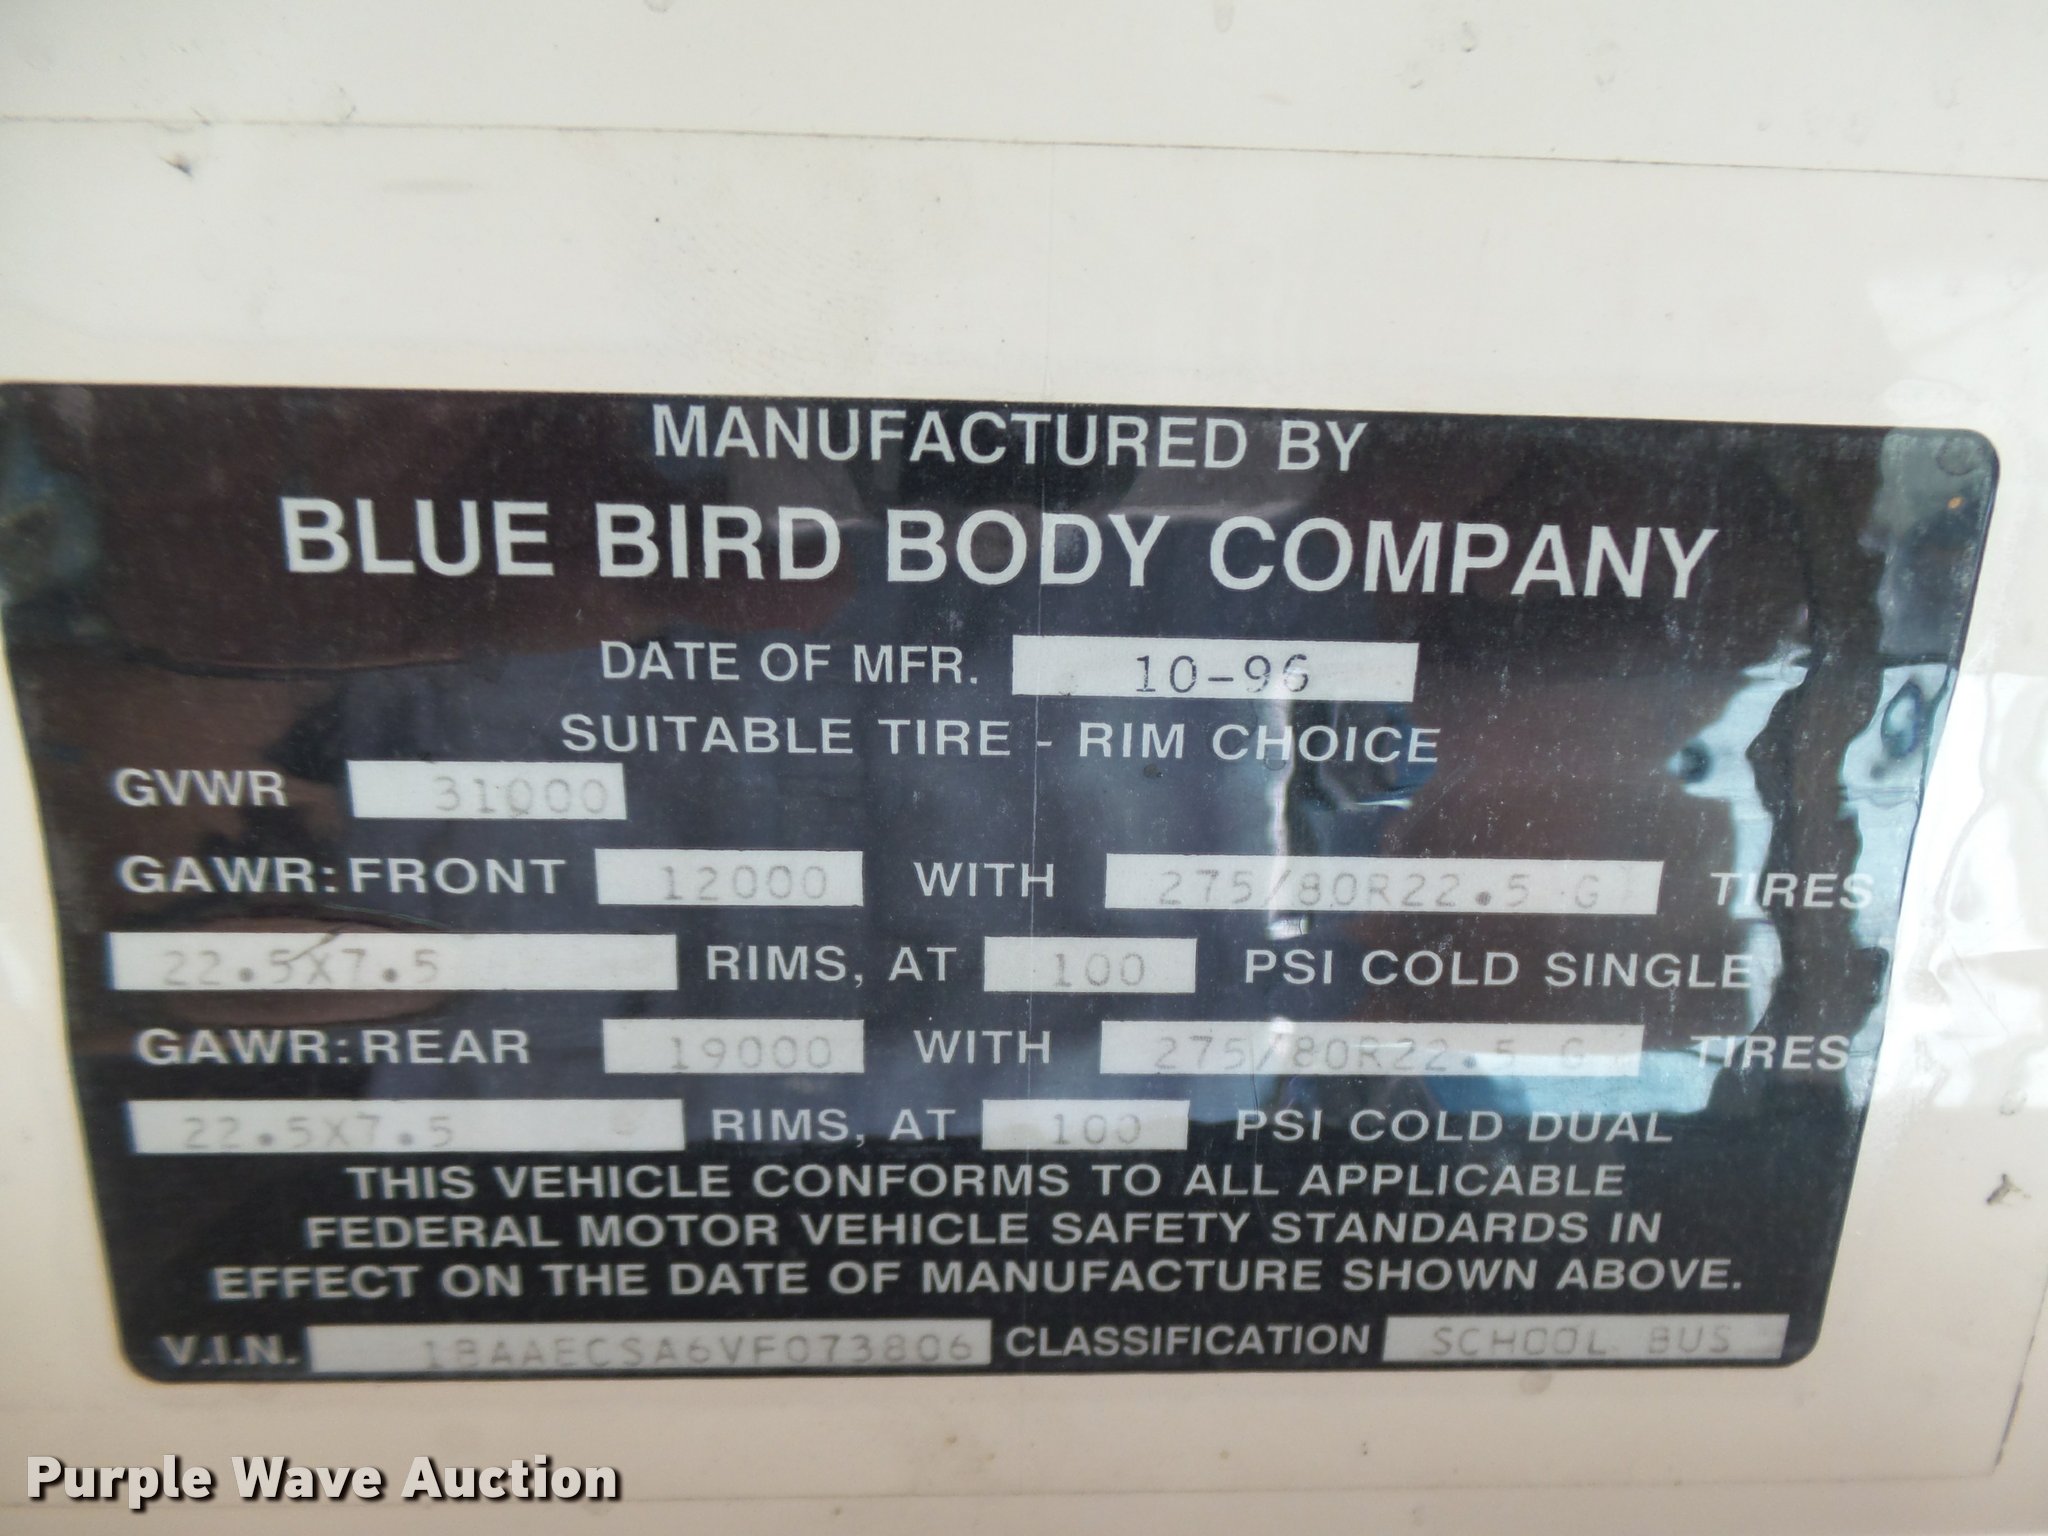 MANUFACTURED BY
BLUE BIRD BODY COMPANY
DATE OF MFR. 10-96
SUITABLE TIRE - RIM CHOICE
GVWR 31000
GAWR: FRONT 12000 WITH 275/80R22.5 G TIRES
22.5X7.5 RIMS, AT 100 PSI COLD SINGLE
GAWR: REAR 19000 WITH 275/80R22.5 G TIRES
22.5X7.5 RIMS, AT 100 PSI COLD DUAL
THIS VEHICLE CONFORMS TO ALL APPLICABLE
FEDERAL MOTOR VEHICLE SAFETY STANDARDS IN
EFFECT ON THE DATE OF MANUFACTURE SHOWN ABOVE.
V.I.N. 1BAAECSA6VF073806 CLASSIFICATION SCHOOL BUS
Purple Wave Auction